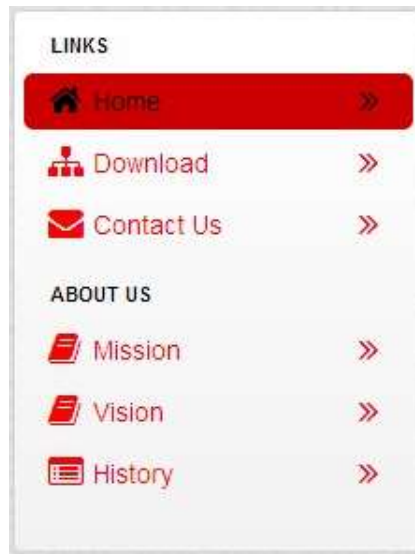 LINKS
Home
Download
Contact Us
ABOUT US
Mission
Vision
History